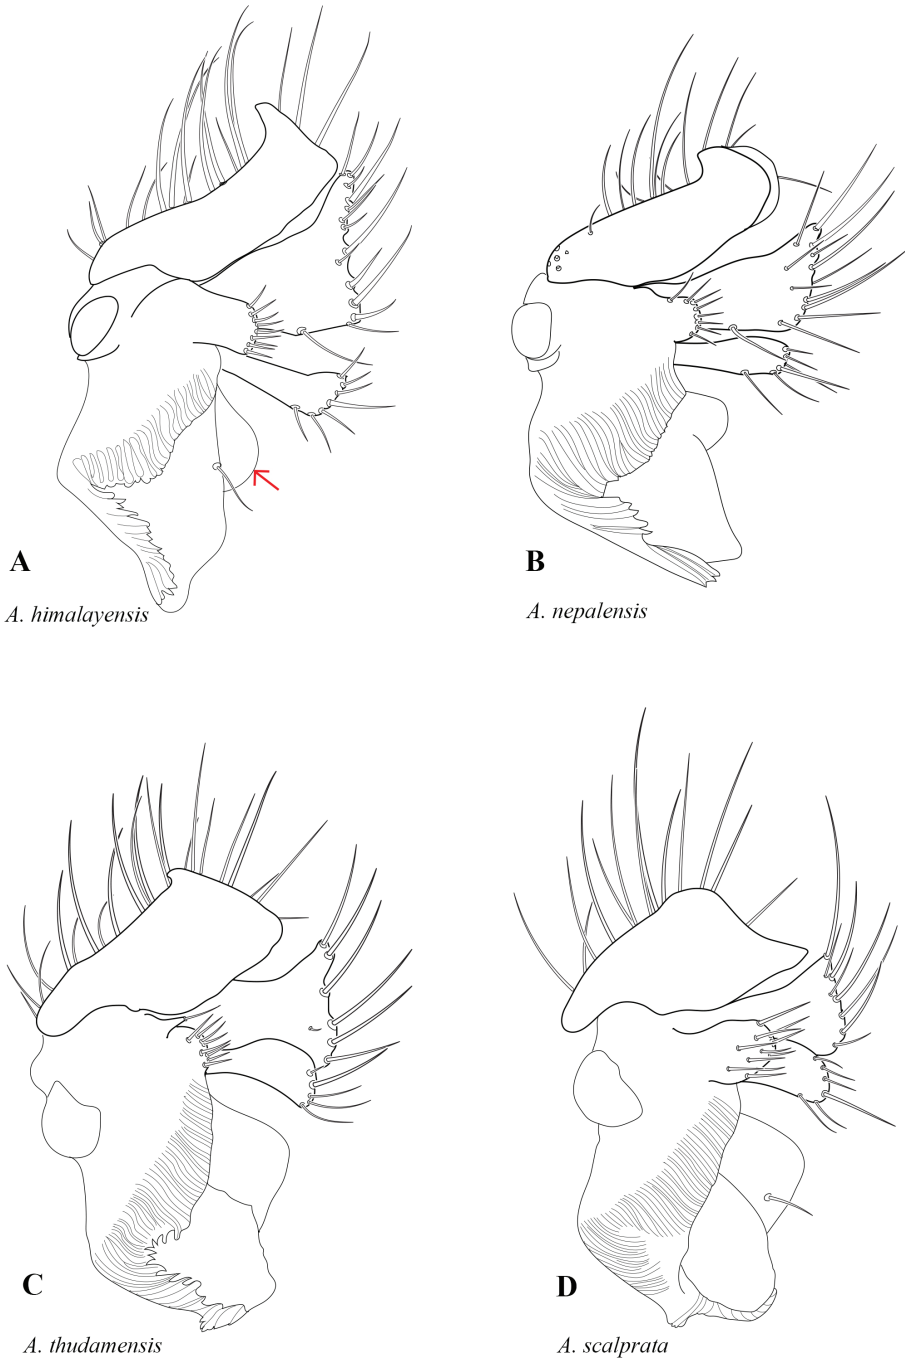 A
A. himalayensis
B
A. nepalensis
C
A. thudamensis
D
A. scalprata